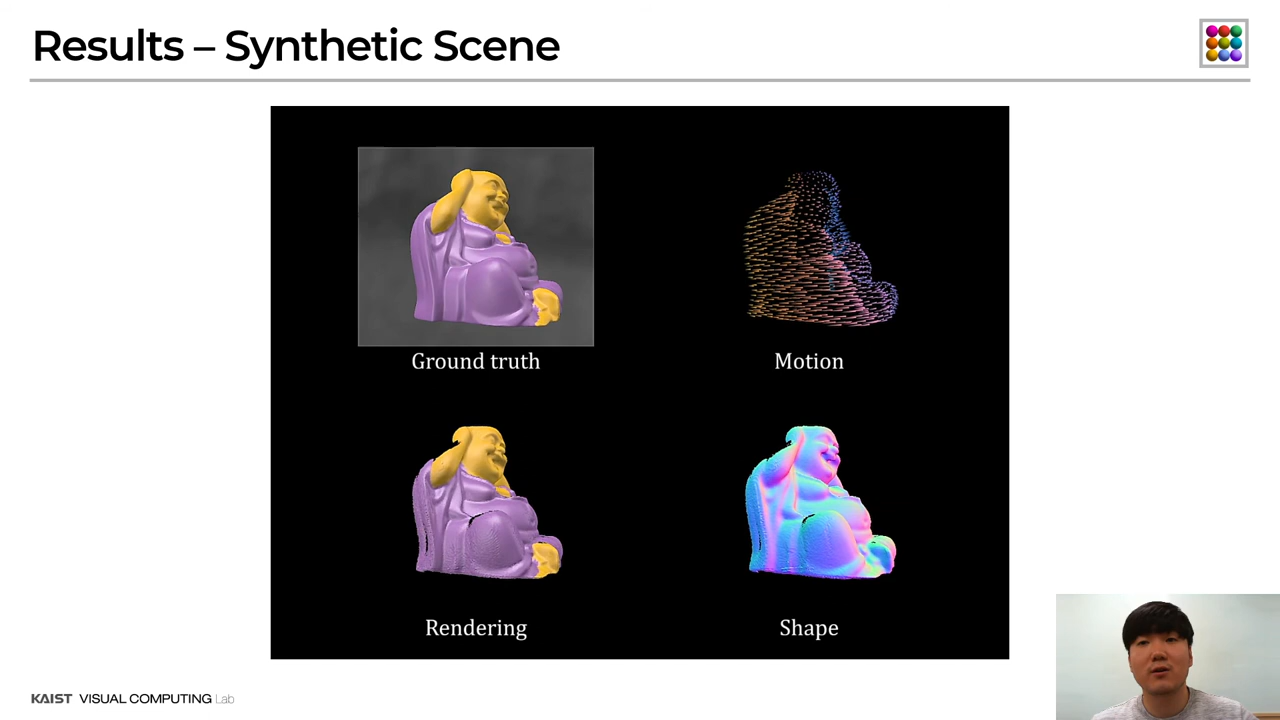 Results – Synthetic Scene
Ground truth
Motion
Rendering
Shape
KAIST VISUAL COMPUTING Lab